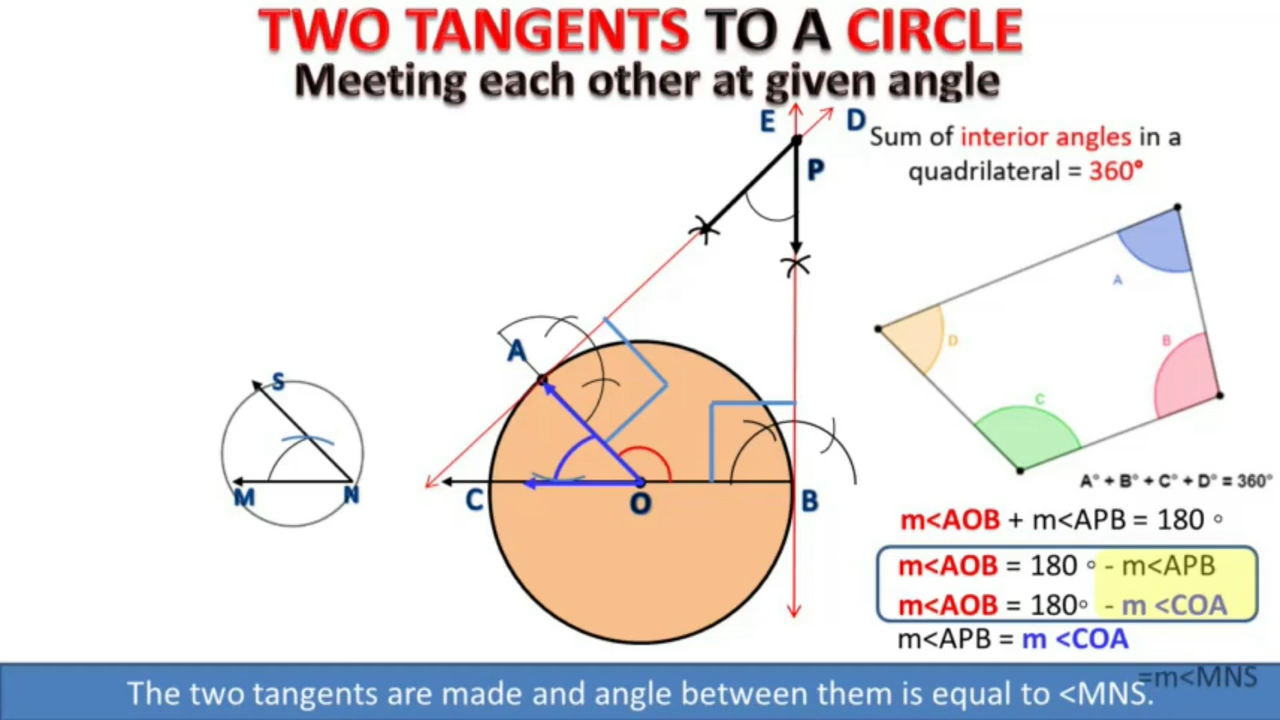 TWO TANGENTS TO A CIRCLE
Meeting each other at given angle
E
D
P
Sum of interior angles in a
quadrilateral = 360°
A
D
B
C
A° + B° + C° + D° = 360°
A
S
M
N
C
O
B
m<AOB + m<APB = 180 °
m<AOB = 180 ° - m<APB
m<AOB = 180° - m <COA
m<APB = m <COA
=m<MNS
The two tangents are made and angle between them is equal to <MNS.